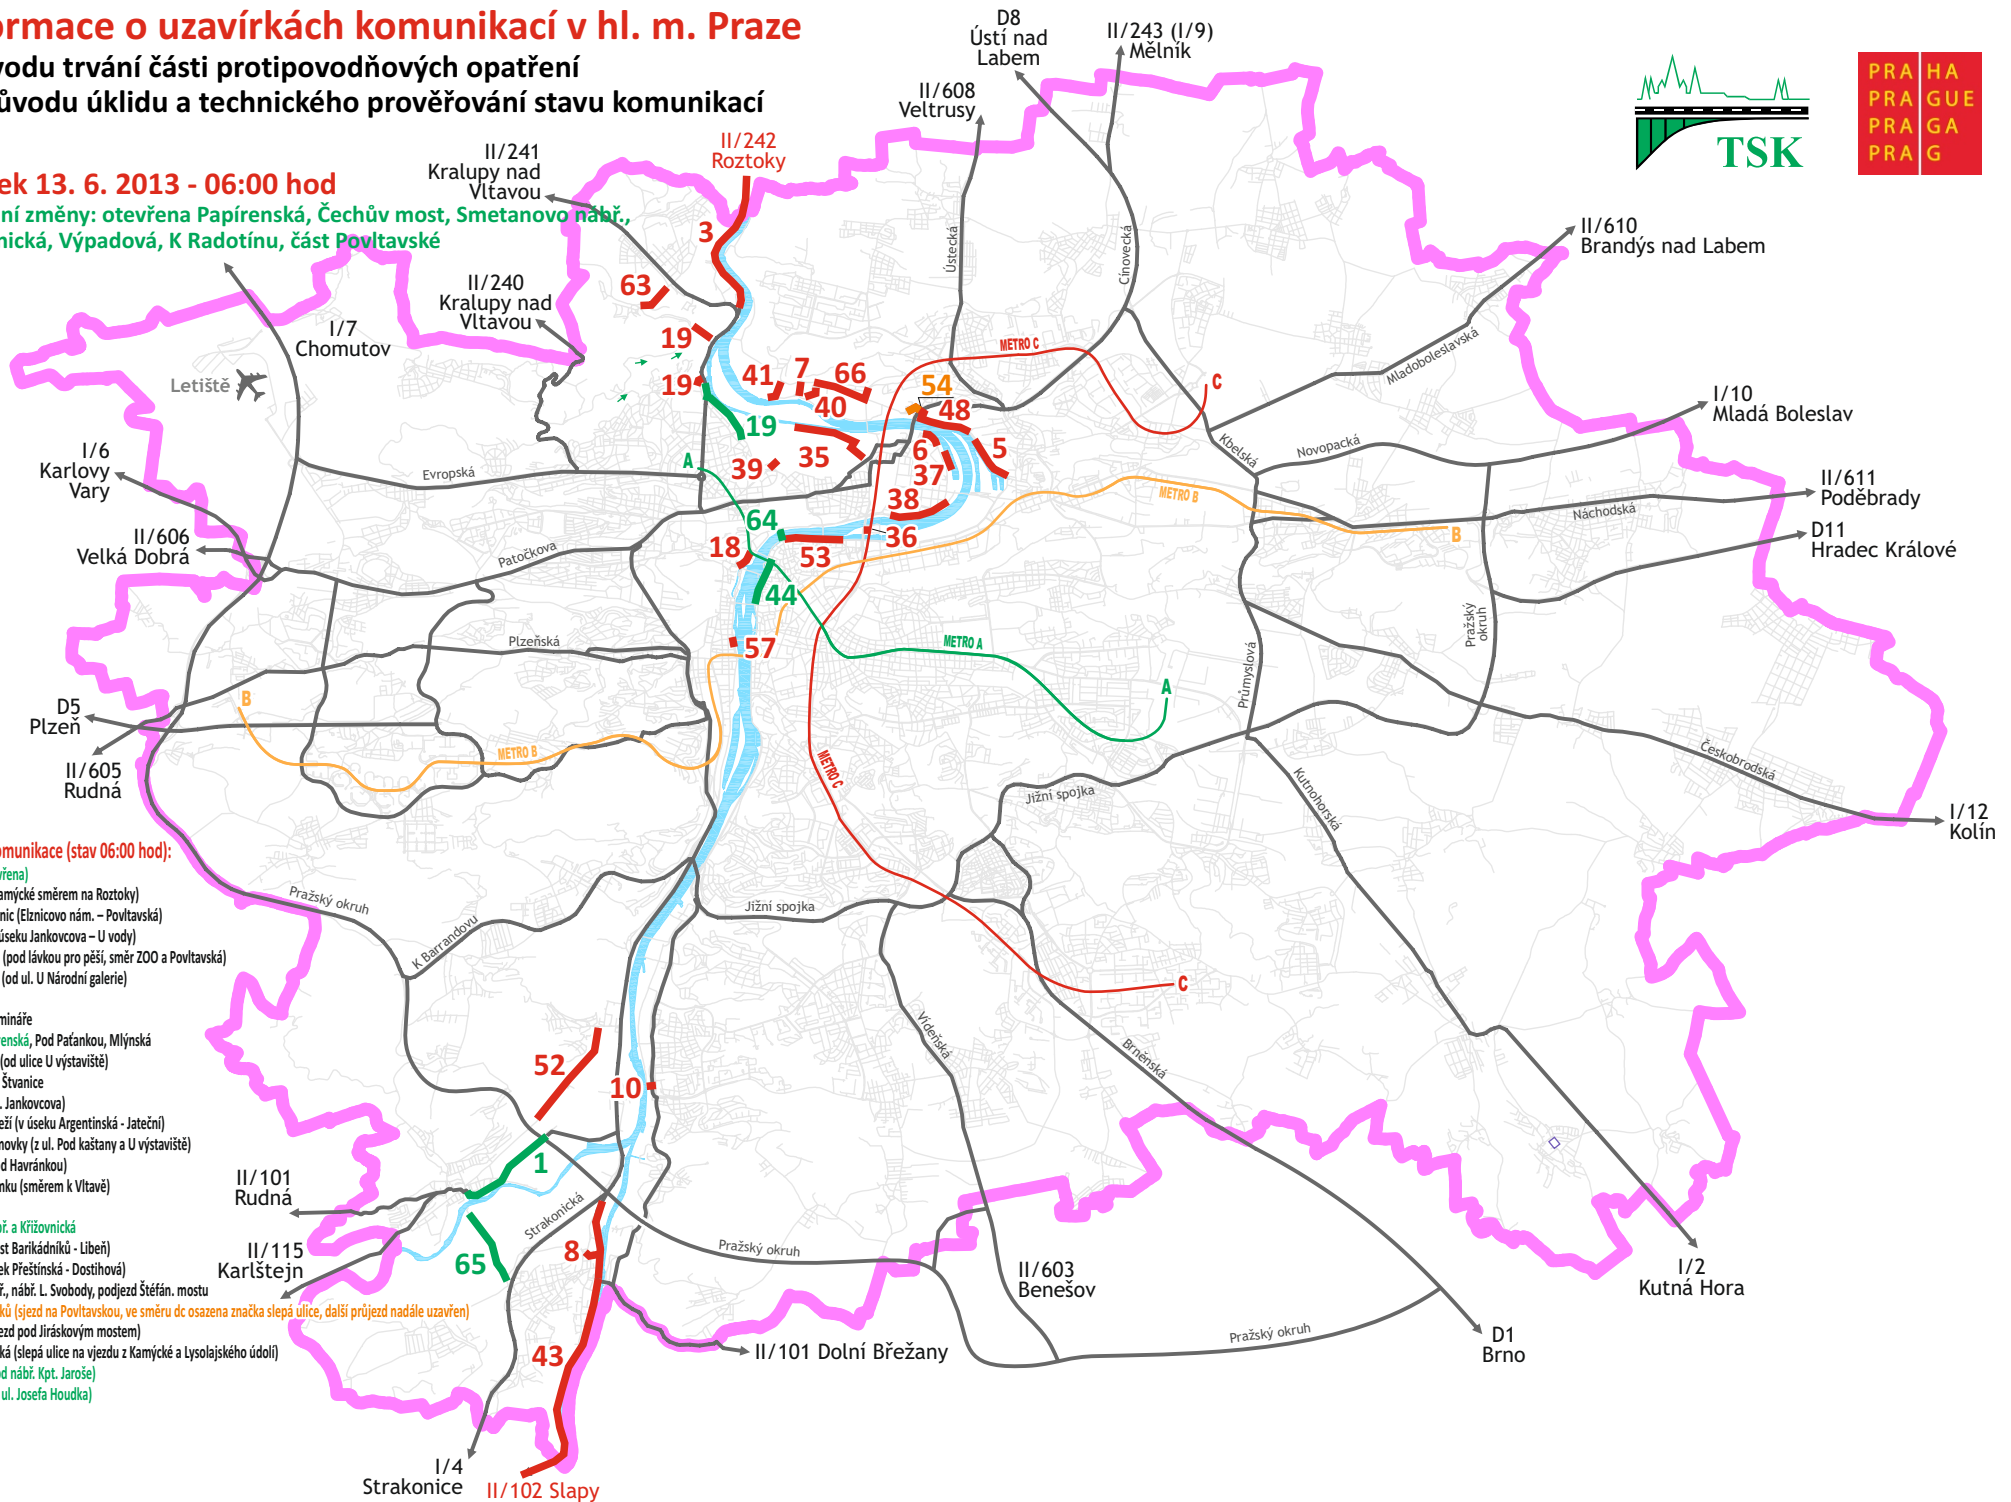 ormace o uzavírkách komunikací v hl. m. Praze
vodu trvání části protipovodňových opatření
ůvodu úklidu a technického prověřování stavu komunikací
ek 13. 6. 2013 - 06:00 hod
ní změny: otevřena Papírenská, Čechův most, Smetanovo nábř.,
nická, Výpadová, K Radotínu, část Povltavské
TSK
PRA HA
PRA GUE
PRA GA
PRA G
D8
Ústí nad
Labem
II/243 (I/9)
Mělník
II/608
Veltrusy
II/242
Roztoky
II/241
Kralupy nad
Vltavou
II/240
Kralupy nad
Vltavou
I/7
Chomutov
Letiště
I/6
Karlovy
Vary
II/606
Velká Dobrá
D5
Plzeň
II/605
Rudná
II/610
Brandýs nad Labem
I/10
Mladá Boleslav
II/611
Poděbrady
D11
Hradec Králové
I/12
Kolín
I/2
Kutná Hora
D1
Brno
II/603
Benešov
II/101 Dolní Břežany
II/102 Slapy
I/4
Strakonice
II/115
Karlštejn
II/101
Rudná
Ústecká
Cínovecká
Mladoboleslavská
Kbelská
Novopacká
Náchodská
Pražský
okruh
Průmyslová
Českobrodská
Kutnohorská
Jižní spojka
Jižní spojka
Vídeňská
Brněnská
Pražský okruh
Pražský okruh
Pražský okruh
Strakonická
K Barrandovu
Plzeňská
Patočkova
Evropská
METRO C
METRO B
METRO A
METRO C
METRO B
A
A
B
B
C
C
3
63
19
19
19
41
7
66
40
54
48
6
5
37
35
39
38
36
64
18
53
44
57
52
10
1
65
8
43
omunikace (stav 06:00 hod):
vřena)
amýcké směrem na Roztoky)
nic (Elznicovo nám. – Povltavská)
úseku Jankovcova – U vody)
(pod lávkou pro pěší, směr ZOO a Povltavská)
(od ul. U Národní galerie)
mináře
enská, Pod Paťankou, Mlýnská
(od ulice U výstaviště)
Štvanice
. Jankovcova)
eží (v úseku Argentinská - Jateční)
novky (z ul. Pod kaštany a U výstaviště)
d Havránkou)
mku (směrem k Vltavě)
oř. a Křižovnická
st Barikádníků - Libeň)
ek Přeštínská - Dostihová)
ř., nábř. L. Svobody, podjezd Štefán. mostu
ků (sjezd na Povltavskou, ve směru dc osazena značka slepá ulice, další průjezd nadále uzavřen)
ezd pod Jiráskovým mostem)
ká (slepá ulice na vjezdu z Kamýcké a Lysolajského údolí)
od nábř. Kpt. Jaroše)
ul. Josefa Houdka)